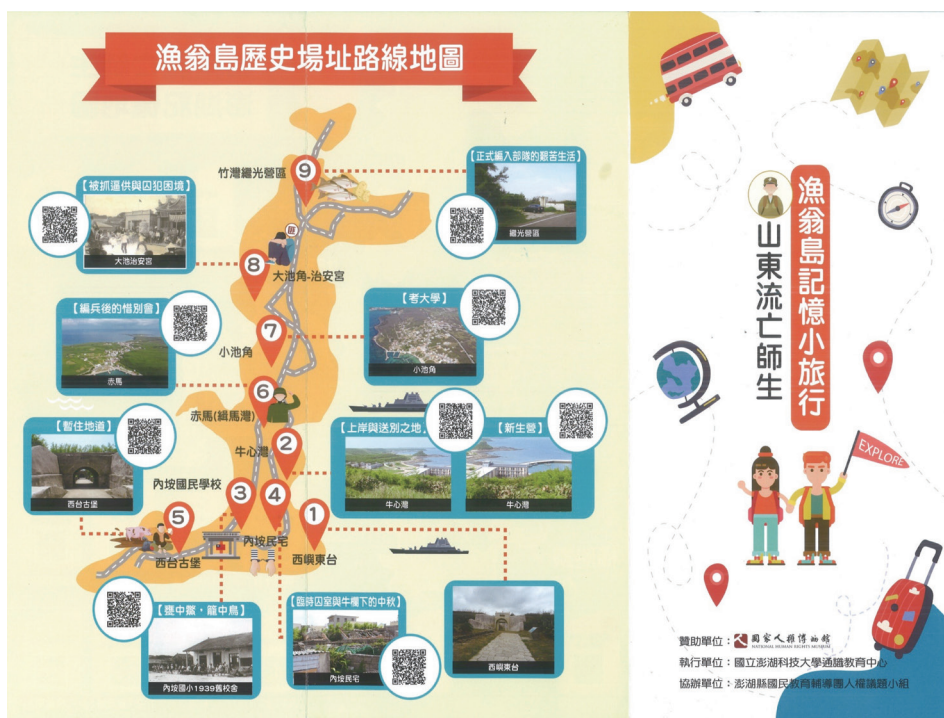 漁翁島歷史場址路線地圖
竹灣繼光營區
9
【正式編入部隊的艱苦生活】
繼光營區
【被抓逼供與囚犯困境】
大池治安宮
8
大池角-治安宮
【編兵後的惜別會】
赤馬
7
小池角
【考大學】
小池角
6
赤馬(緝馬灣)
【暫住地道】
西台古堡
2
牛心灣
【上岸與送別之地】
牛心灣
【新生營】
牛心灣
內垵國民學校
3
4
內垵民宅
1
西嶼東台
5
西台古堡
【甕中鱉,籠中鳥】
內垵國小1939舊校舍
【臨時囚室與牛欄下的中秋】
內垵民宅
西嶼東台
漁翁島記憶小旅行
山東流亡師生
EXPLORE
贊助單位:國家人權博物館
NATIONAL HUMAN RIGHTS MUSEUM
執行單位:國立澎湖科技大學通識教育中心
協辦單位:澎湖縣國民教育輔導團人權議題小組